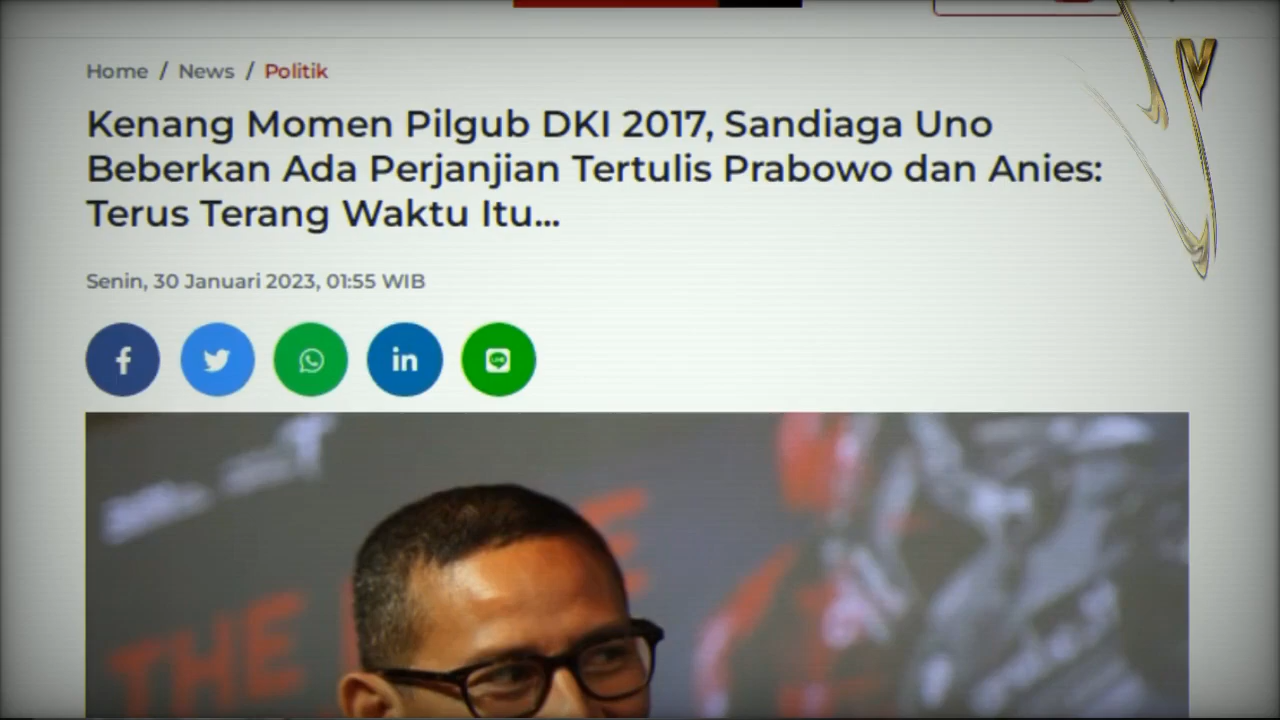 Home / News / Politik
Kenang Momen Pilgub DKI 2017, Sandiaga Uno
Beberkan Ada Perjanjian Tertulis Prabowo dan Anies:
Terus Terang Waktu Itu...
Senin, 30 Januari 2023, 01:55 WIB
THE